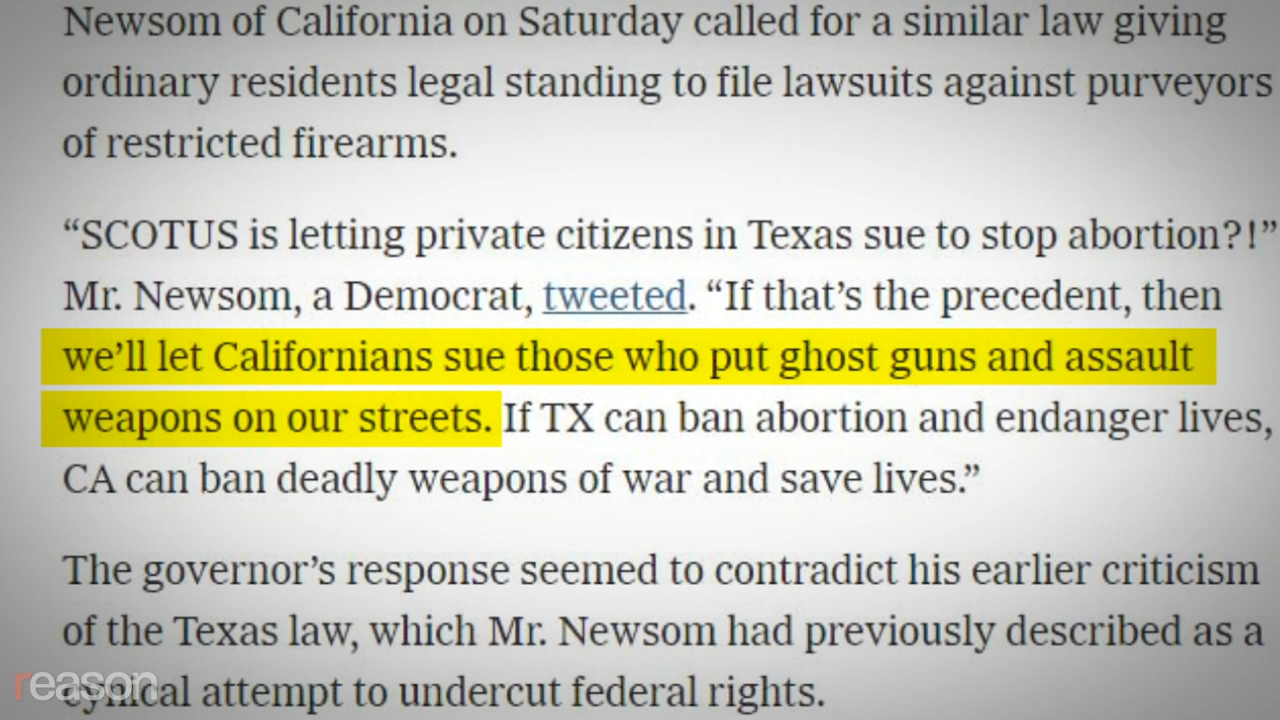 Newsom of California on Saturday called for a similar law giving
ordinary residents legal standing to file lawsuits against purveyors
of restricted firearms.
“SCOTUS is letting private citizens in Texas sue to stop abortion?!”
Mr. Newsom, a Democrat, tweeted. “If that’s the precedent, then
we’ll let Californians sue those who put ghost guns and assault
weapons on our streets. If TX can ban abortion and endanger lives,
CA can ban deadly weapons of war and save lives.”
The governor’s response seemed to contradict his earlier criticism
of the Texas law, which Mr. Newsom had previously described as a
cynical attempt to undercut federal rights.
reason